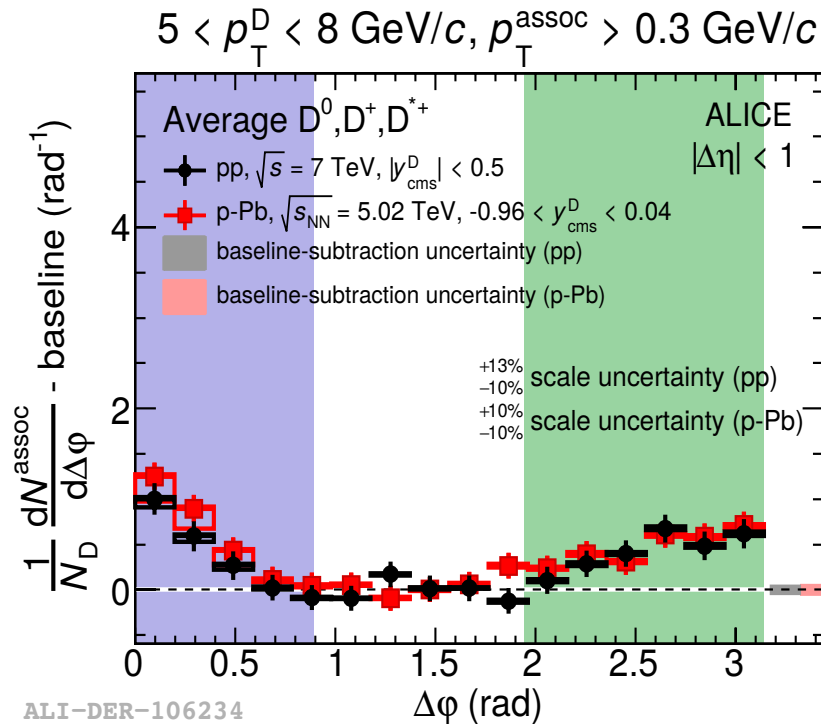 5 < p_T^D < 8 GeV/c, p_T^assoc > 0.3 GeV/c
Average D⁰,D⁺,D*⁺
ALICE
|Δη| < 1
pp, √s = 7 TeV, |y_cms^D| < 0.5
p-Pb, √s_NN = 5.02 TeV, -0.96 < y_cms^D < 0.04
baseline-subtraction uncertainty (pp)
baseline-subtraction uncertainty (p-Pb)
+13% −10% scale uncertainty (pp)
+10% −10% scale uncertainty (p-Pb)
1/N_D dN^assoc/dΔφ - baseline (rad⁻¹)
4
2
0
0 0.5 1 1.5 2 2.5 3
Δφ (rad)
ALI−DER−106234